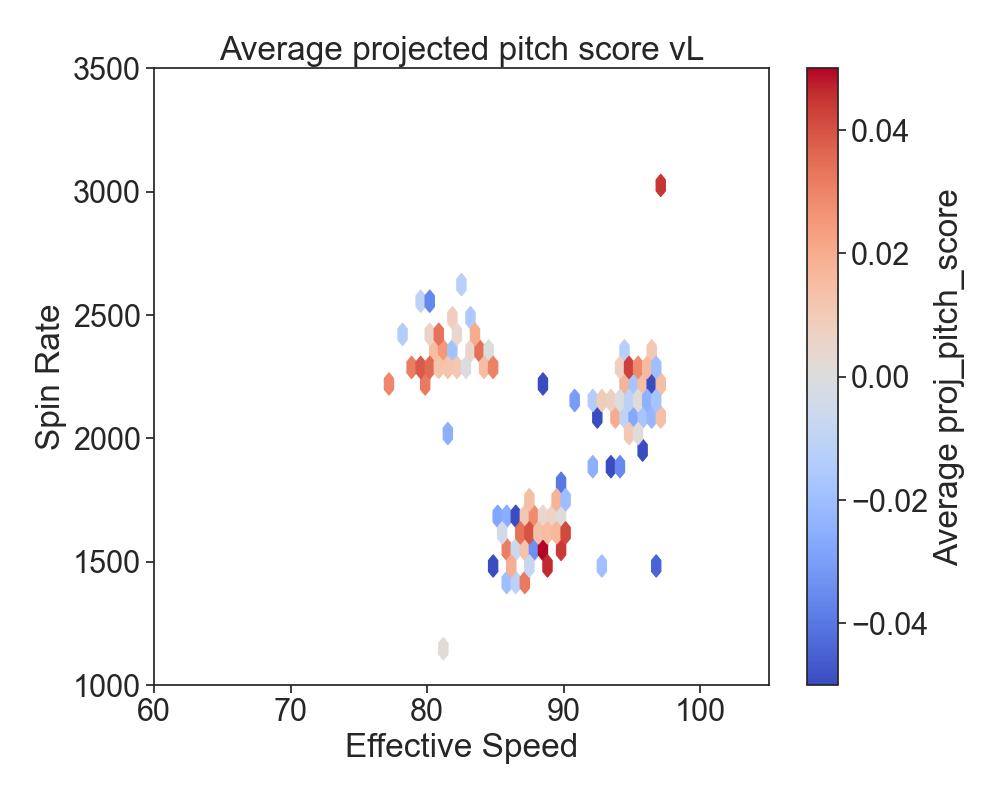 Average projected pitch score vL
3500
3000
2500
2000
1500
1000
Spin Rate
60 70 80 90 100
Effective Speed
0.04
0.02
0.00
−0.02
−0.04
Average proj_pitch_score